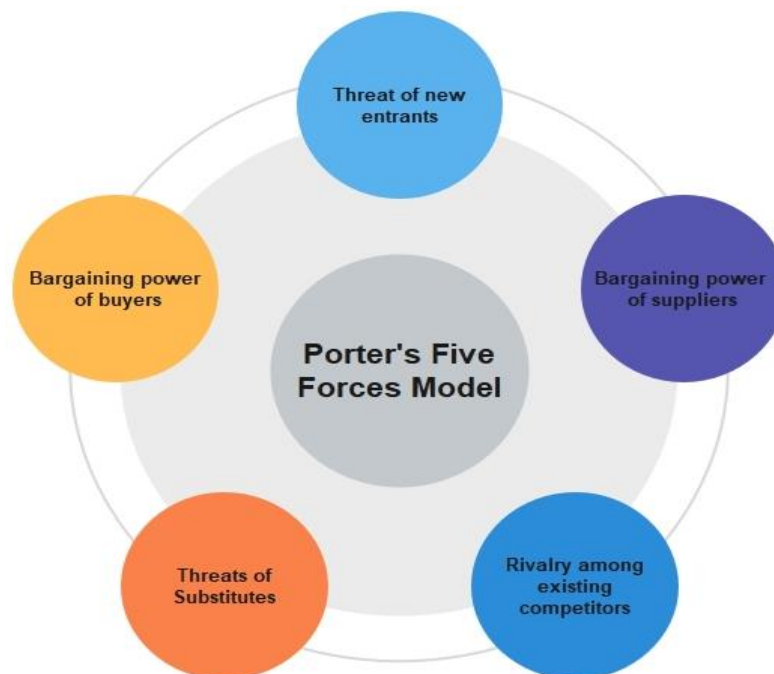 Threat of new
entrants
Bargaining power
of buyers
Bargaining power
of suppliers
Porter's Five
Forces Model
Threats of
Substitutes
Rivalry among
existing
competitors